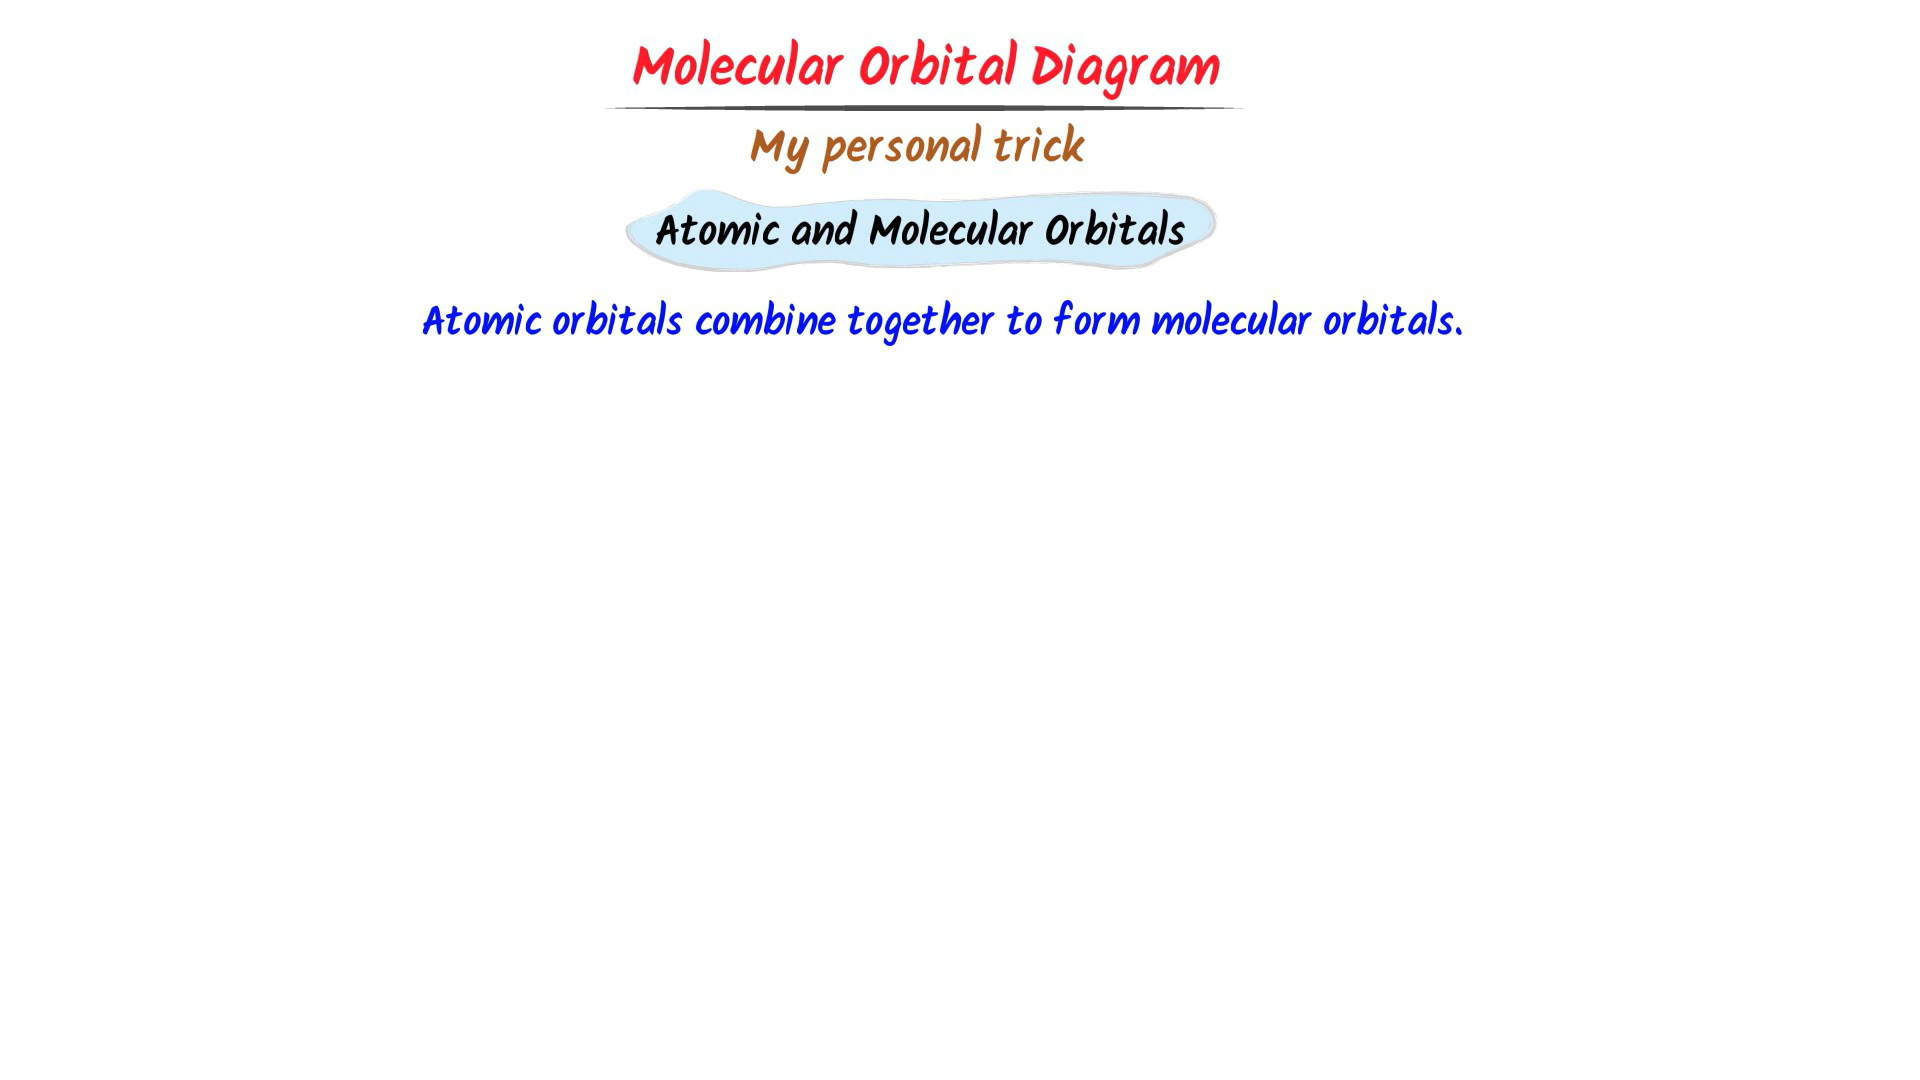 Molecular Orbital Diagram
My personal trick
Atomic and Molecular Orbitals
Atomic orbitals combine together to form molecular orbitals.